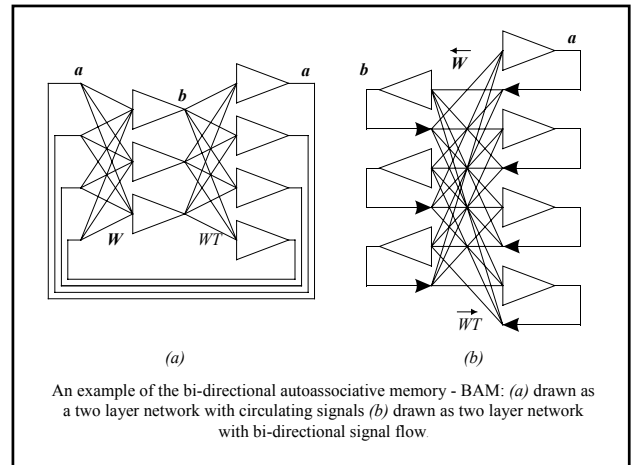 a
b
a
W
WT
(a)
b
W
a
WT
(b)
An example of the bi-directional autoassociative memory - BAM: (a) drawn as
a two layer network with circulating signals (b) drawn as two layer network
with bi-directional signal flow.